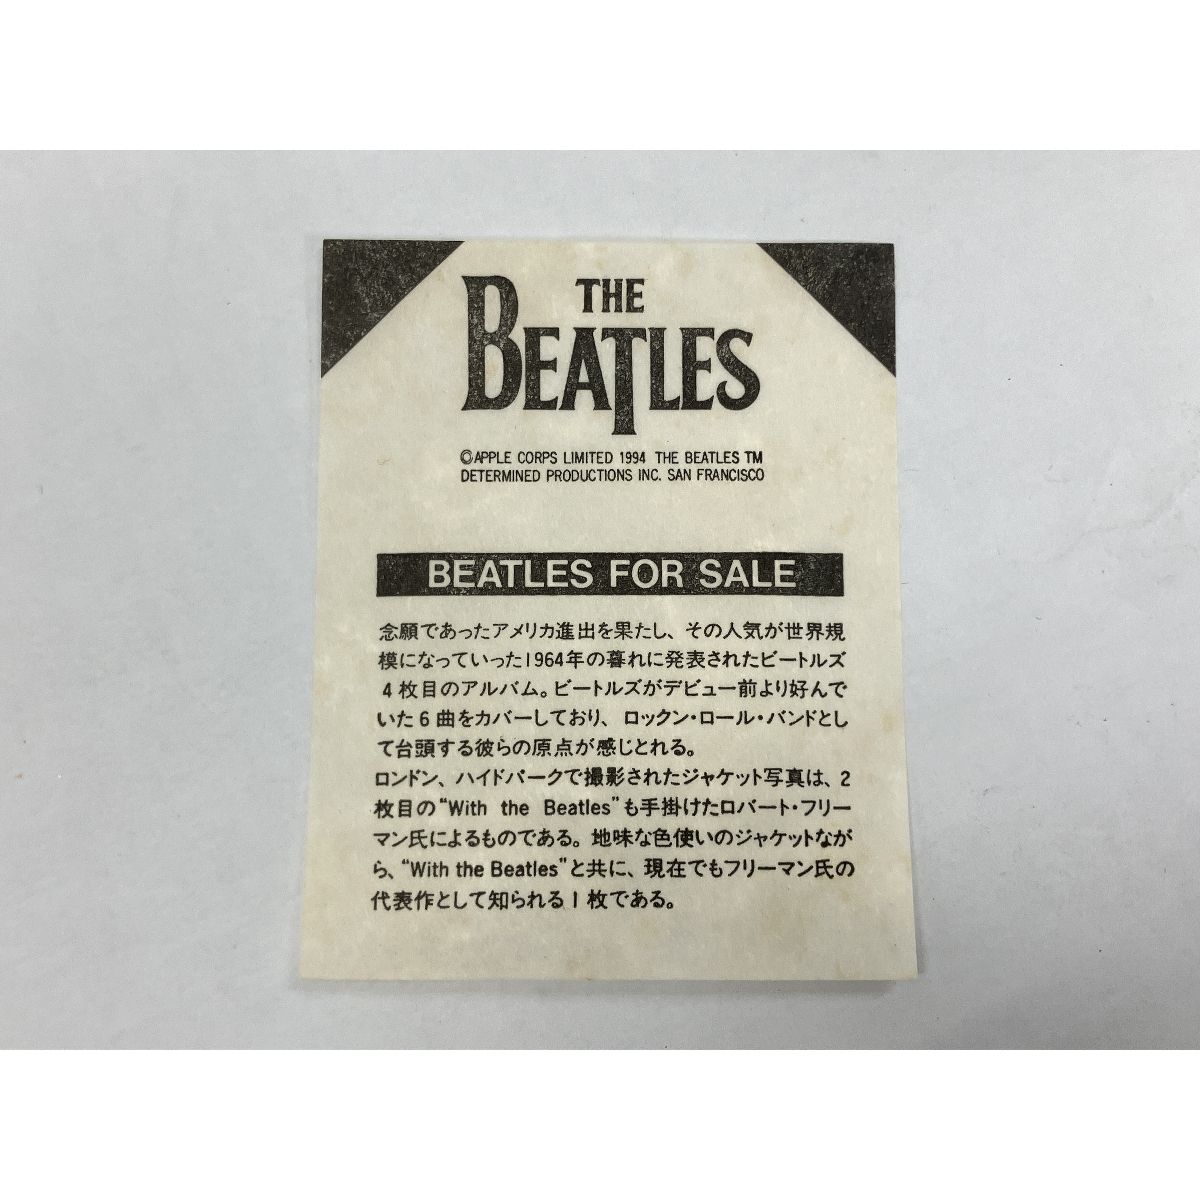 THE
BEATLES
©APPLE CORPS LIMITED 1994 THE BEATLES TM
DETERMINED PRODUCTIONS INC. SAN FRANCISCO
BEATLES FOR SALE
念願であったアメリカ進出を果たし、その人気が世界規
模になっていった1964年の暮れに発表されたビートルズ
4枚目のアルバム。ビートルズがデビュー前より好んで
いた6曲をカバーしており、ロックン・ロール・バンドとし
て台頭する彼らの原点が感じとれる。
ロンドン、ハイドパークで撮影されたジャケット写真は、2
枚目の“With the Beatles”も手掛けたロバート・フリー
マン氏によるものである。地味な色使いのジャケットなが
ら、“With the Beatles”と共に、現在でもフリーマン氏の
代表作として知られる1枚である。